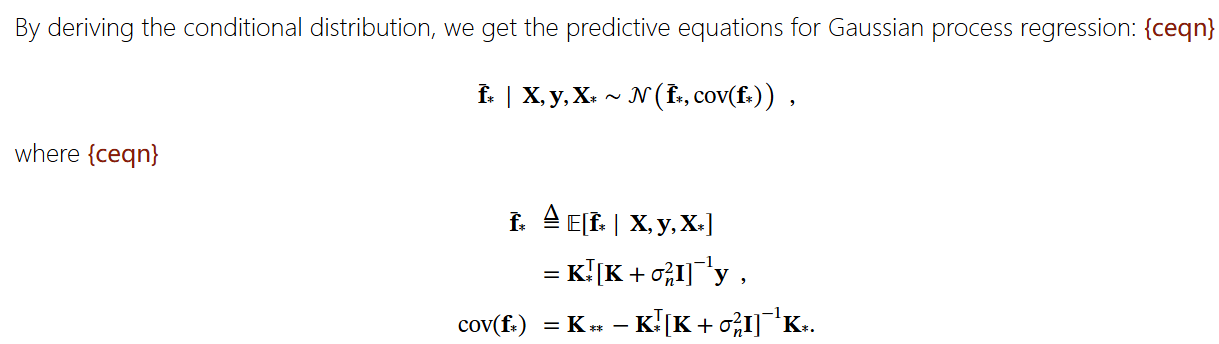 By deriving the conditional distribution, we get the predictive equations for Gaussian process regression: {ceqn}
f̄∗ | X, y, X∗ ∼ 𝒩(f̄∗, cov(f∗)) ,
where {ceqn}
f̄∗ ≜ 𝔼[f̄∗ | X, y, X∗]
= K∗ᵀ[K + σₙ²I]⁻¹y ,
cov(f∗) = K∗∗ − K∗ᵀ[K + σₙ²I]⁻¹K∗.